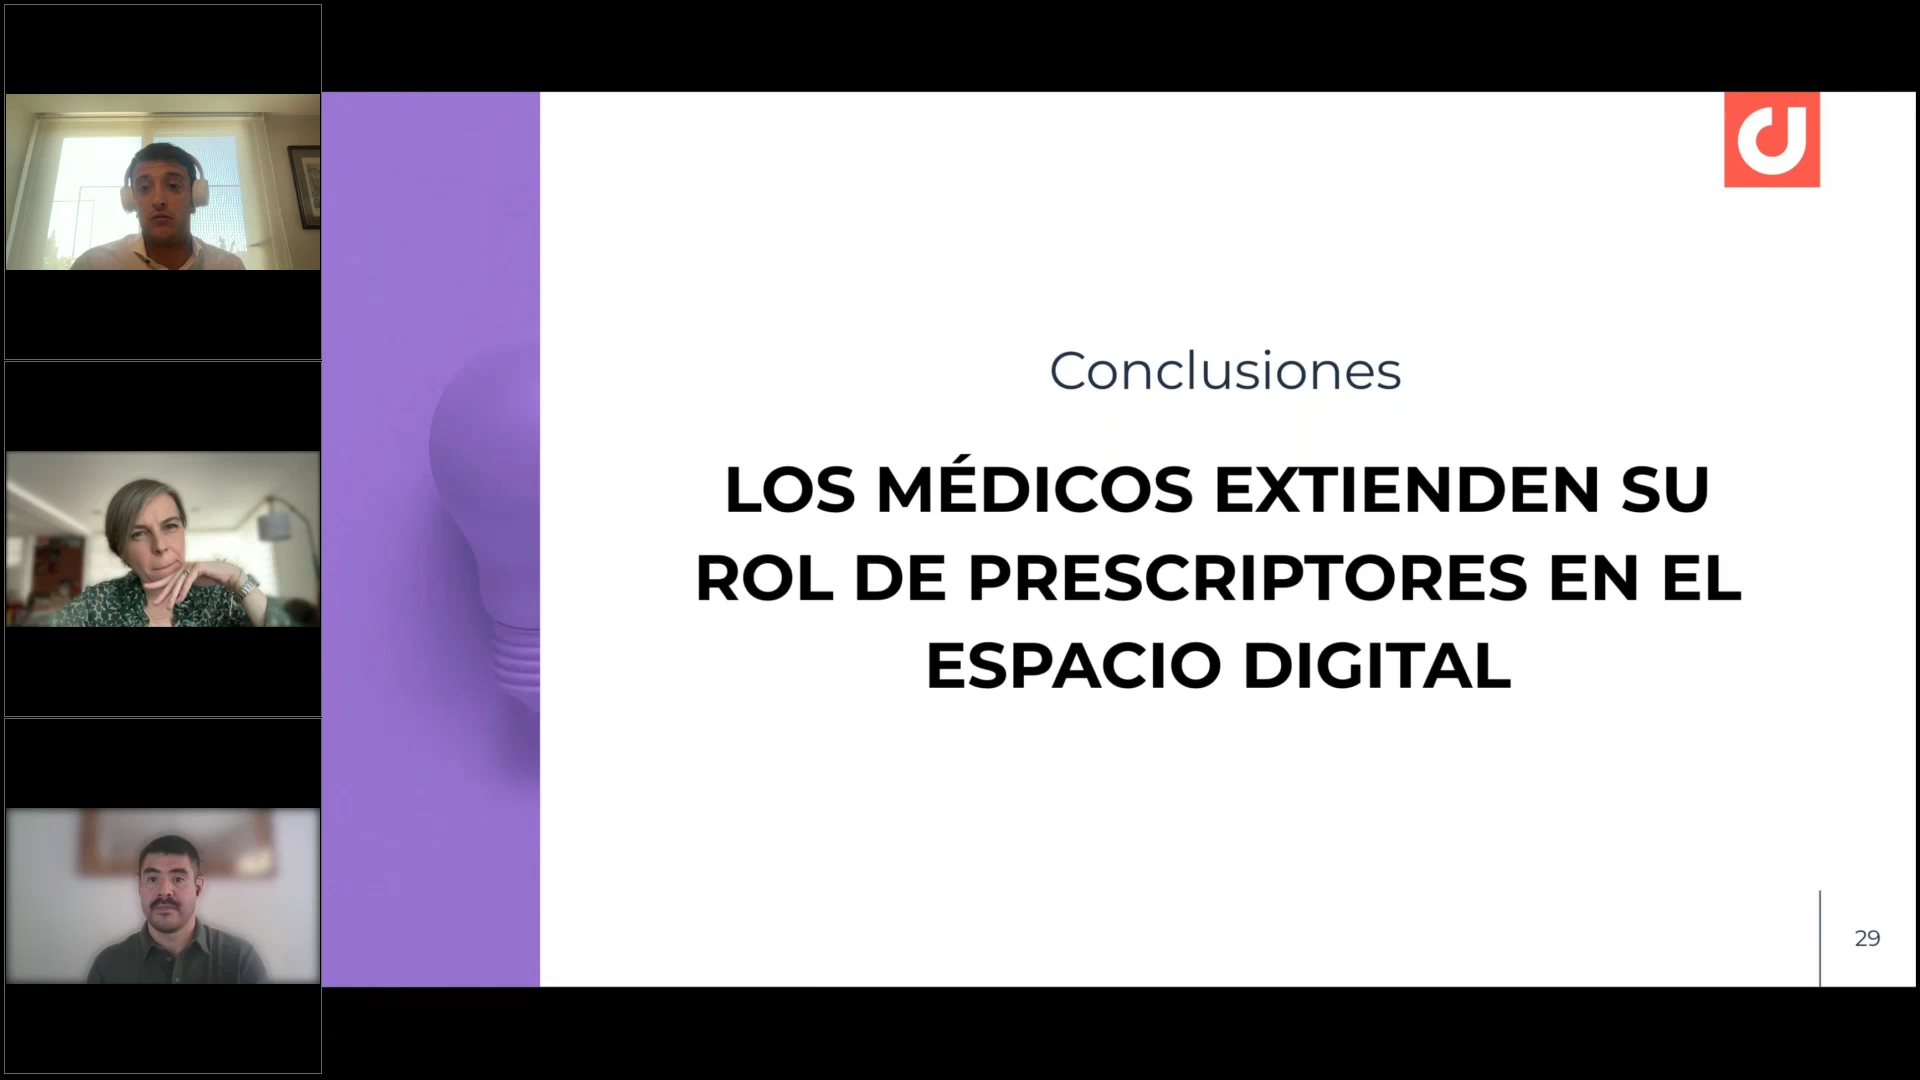 Conclusiones
LOS MÉDICOS EXTIENDEN SU
ROL DE PRESCRIPTORES EN EL
ESPACIO DIGITAL
29